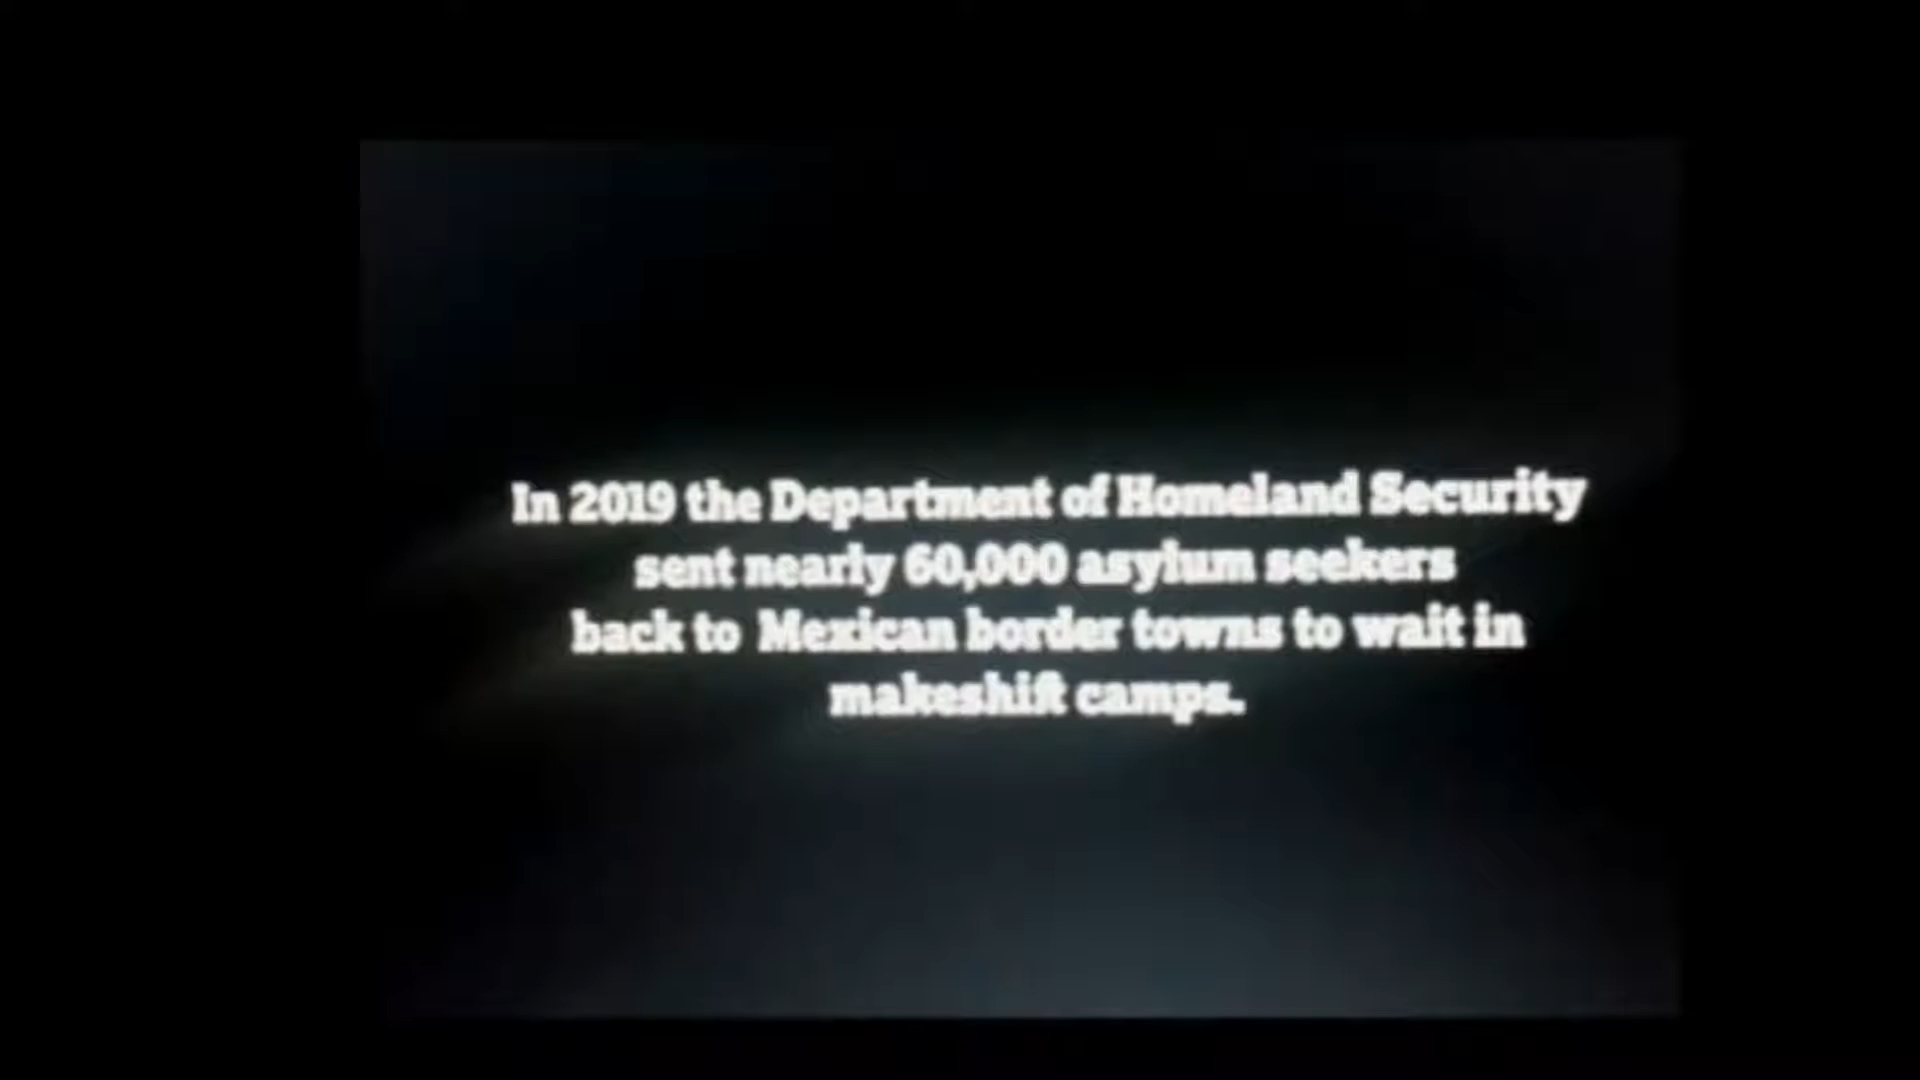 In 2019 the Department of Homeland Security
sent nearly 60,000 asylum seekers
back to Mexican border towns to wait in
makeshift camps.